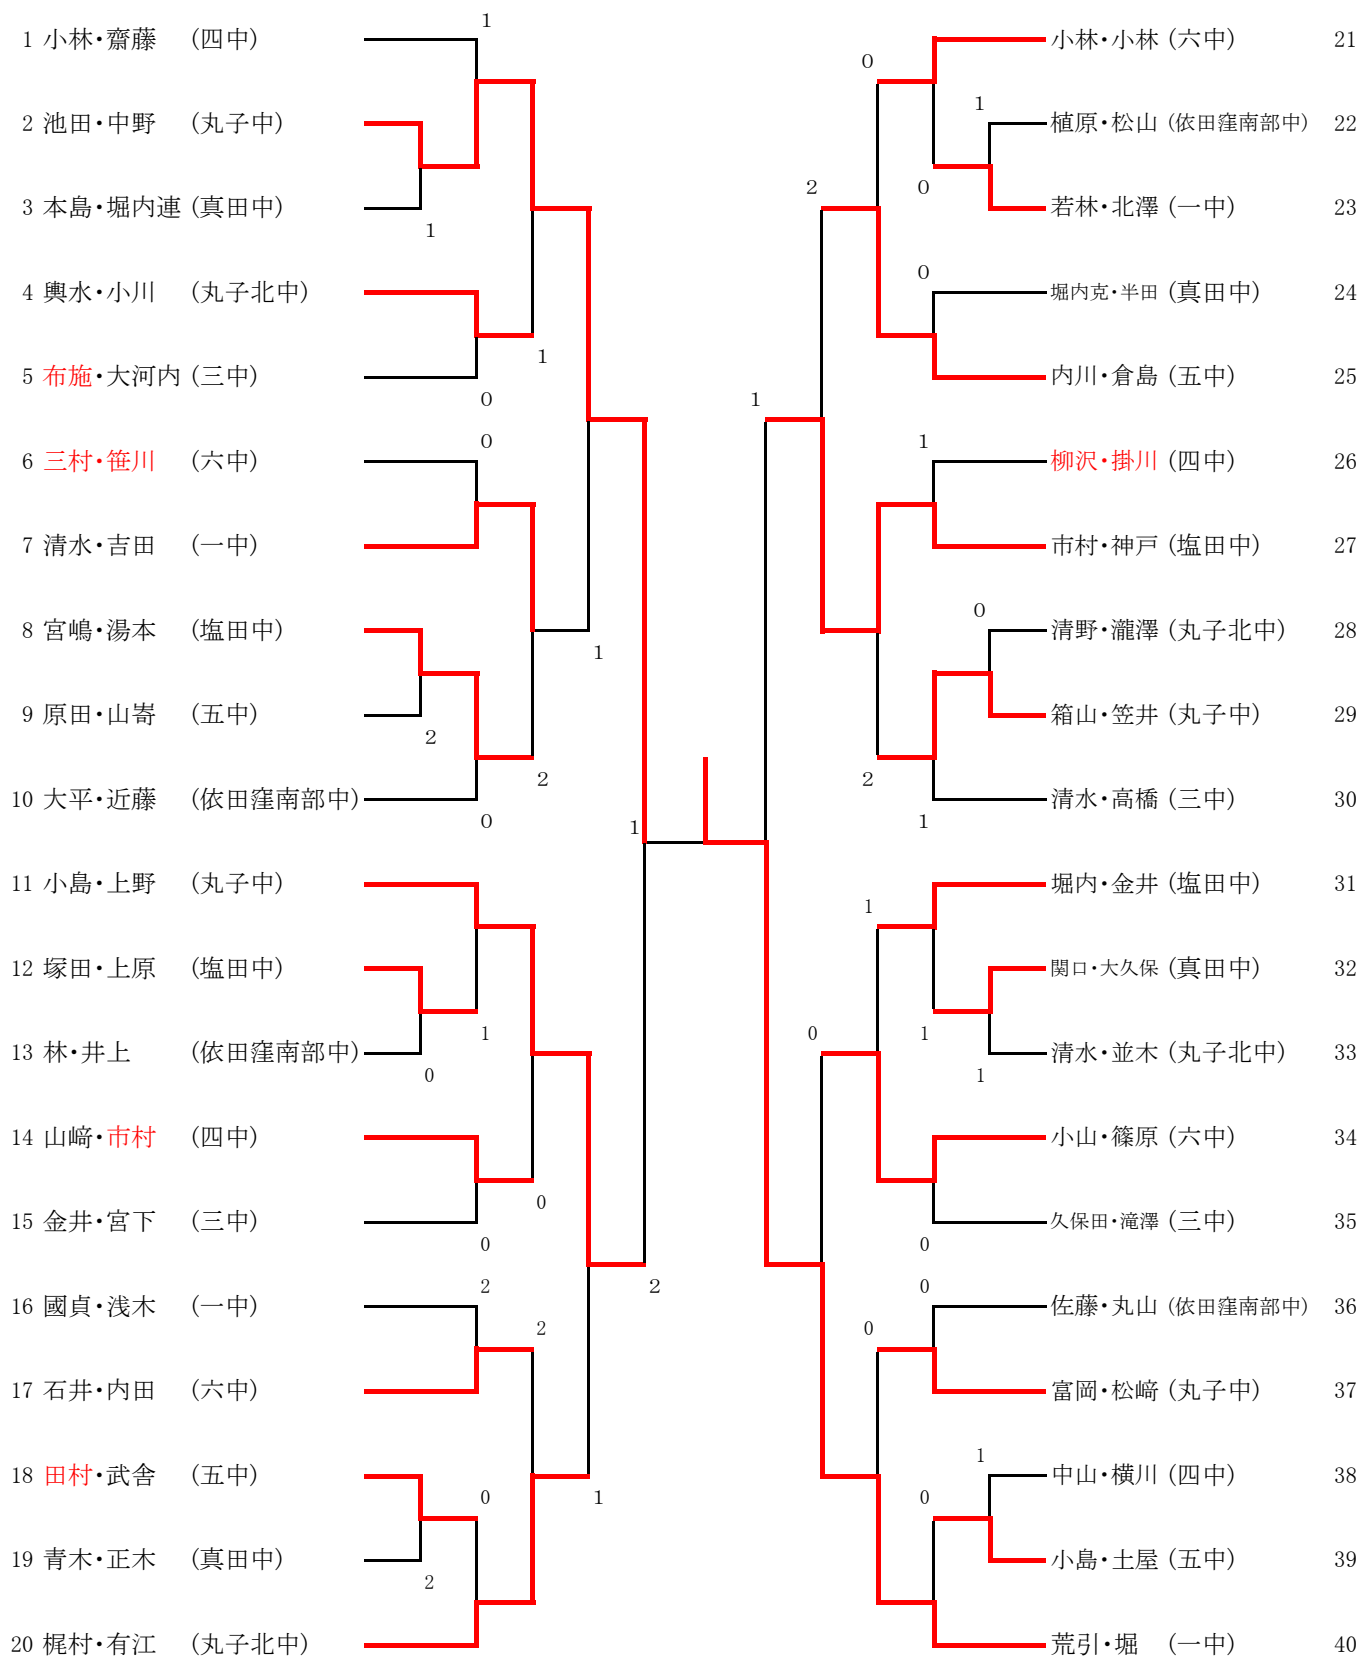 1 小林・齋藤 (四中)
2 池田・中野 (丸子中)
3 本島・堀内連 (真田中)
4 輿水・小川 (丸子北中)
5 布施・大河内 (三中)
6 三村・笹川 (六中)
7 清水・吉田 (一中)
8 宮嶋・湯本 (塩田中)
9 原田・山嵜 (五中)
10 大平・近藤 (依田窪南部中)
11 小島・上野 (丸子中)
12 塚田・上原 (塩田中)
13 林・井上 (依田窪南部中)
14 山﨑・市村 (四中)
15 金井・宮下 (三中)
16 國貞・浅木 (一中)
17 石井・内田 (六中)
18 田村・武舎 (五中)
19 青木・正木 (真田中)
20 梶村・有江 (丸子北中)
1
1
1
0
0
1
2
2
0
1
1
0
0
0
2
2
2
0
1
2
1
小林・小林 (六中) 21
植原・松山 (依田窪南部中) 22
若林・北澤 (一中) 23
堀内克・半田 (真田中) 24
内川・倉島 (五中) 25
柳沢・掛川 (四中) 26
市村・神戸 (塩田中) 27
清野・瀧澤 (丸子北中) 28
箱山・笠井 (丸子中) 29
清水・高橋 (三中) 30
堀内・金井 (塩田中) 31
関口・大久保 (真田中) 32
清水・並木 (丸子北中) 33
小山・篠原 (六中) 34
久保田・滝澤 (三中) 35
佐藤・丸山 (依田窪南部中) 36
富岡・松﨑 (丸子中) 37
中山・横川 (四中) 38
小島・土屋 (五中) 39
荒引・堀 (一中) 40
0
1
2
0
0
1
1
0
2
1
1
0
1
1
0
0
0
1
0